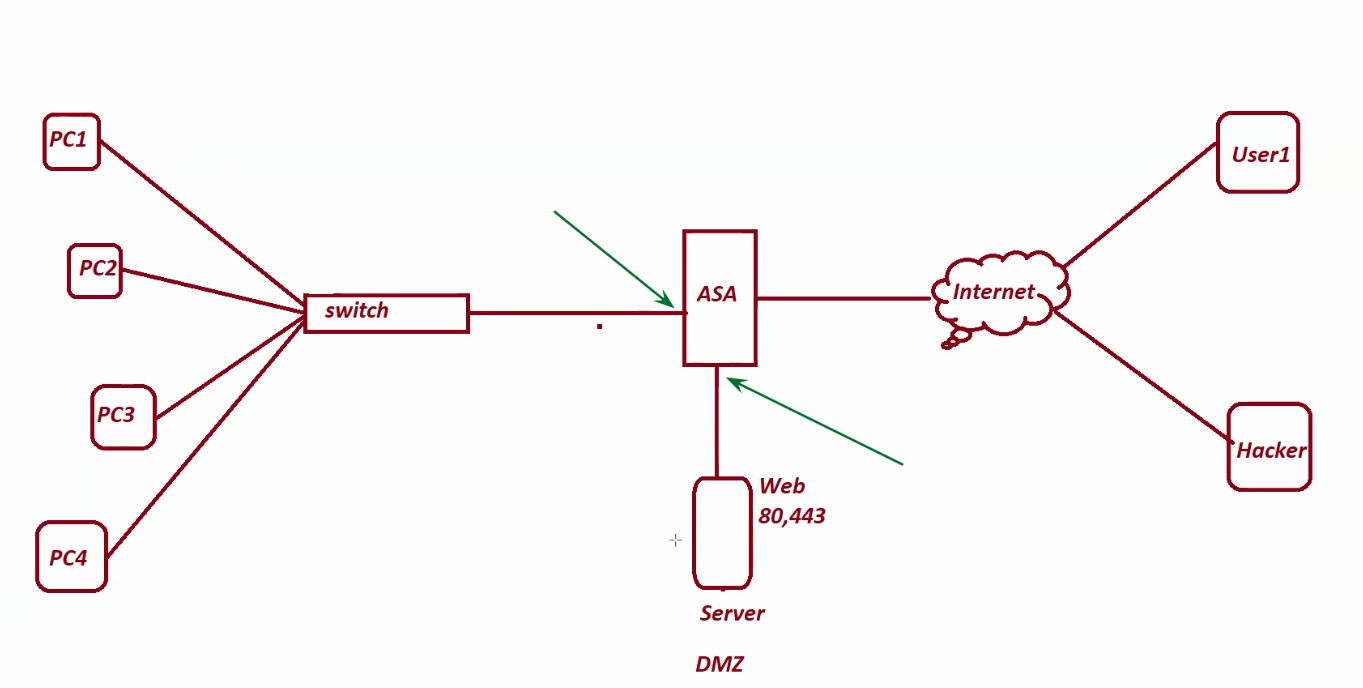 PC1
User1
PC2
ASA
Internet
switch
PC3
Hacker
Web
80,443
PC4
Server
DMZ